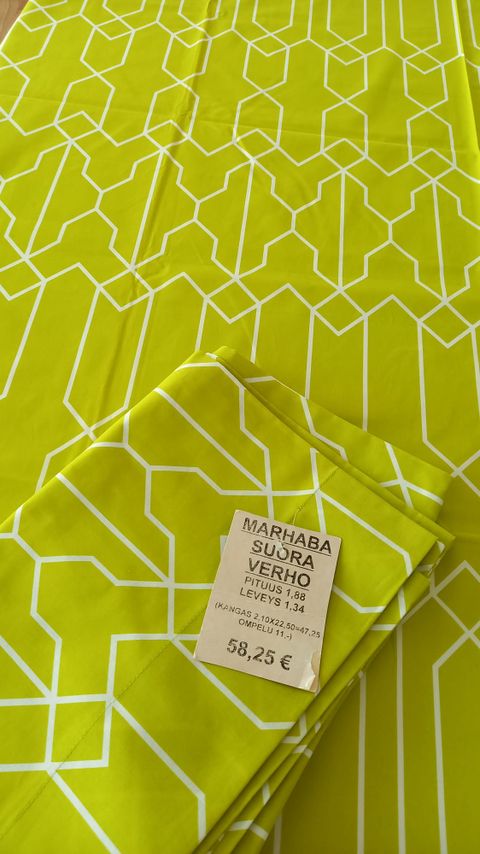 MARHABA
SUORA
VERHO
PITUUS 1,88
LEVEYS 1,34
(KANGAS 2,10X22,50=47,25
OMPELU 11,-)
58,25 €